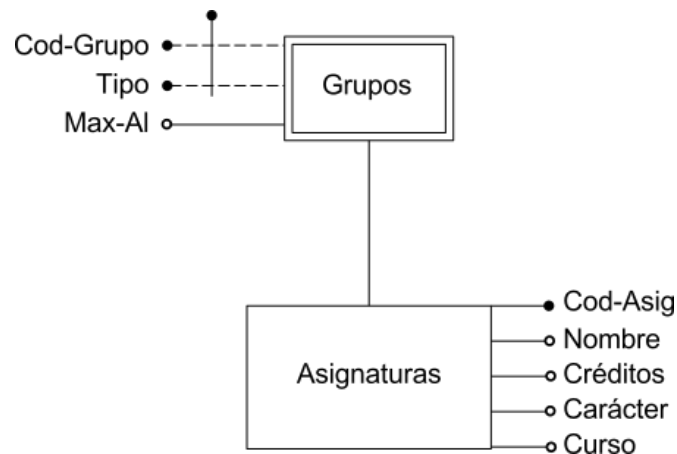 Cod-Grupo
Tipo
Max-Al
Grupos
Cod-Asig
Nombre
Asignaturas
Créditos
Carácter
Curso